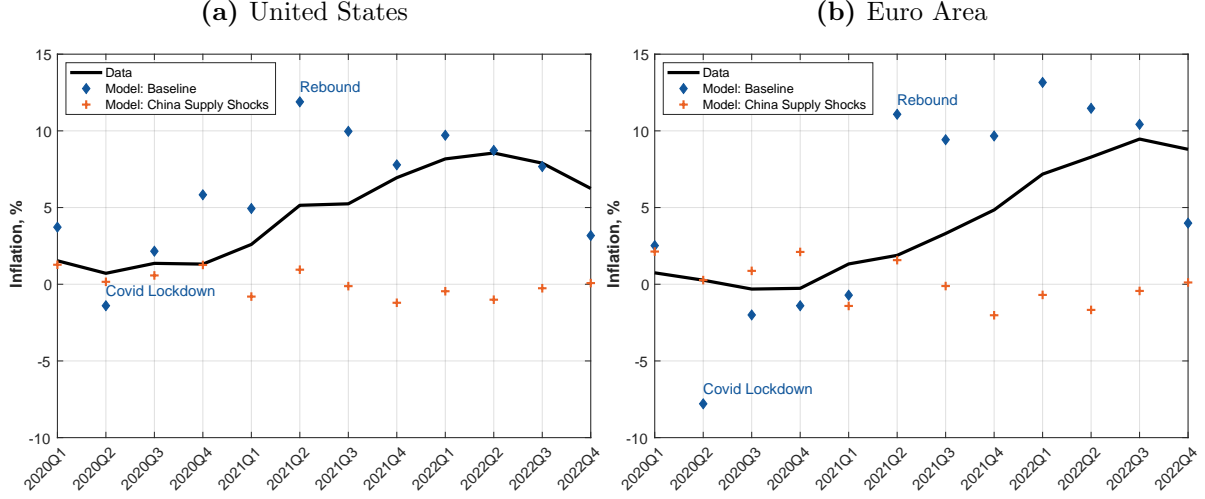 (a) United States
15
10
5
0
-5
-10
Inflation, %
Data
Model: Baseline
Model: China Supply Shocks
Rebound
Covid Lockdown
2020Q1
2020Q2
2020Q3
2020Q4
2021Q1
2021Q2
2021Q3
2021Q4
2022Q1
2022Q2
2022Q3
2022Q4
(b) Euro Area
15
10
5
0
-5
-10
Inflation, %
Data
Model: Baseline
Model: China Supply Shocks
Rebound
Covid Lockdown
2020Q1
2020Q2
2020Q3
2020Q4
2021Q1
2021Q2
2021Q3
2021Q4
2022Q1
2022Q2
2022Q3
2022Q4